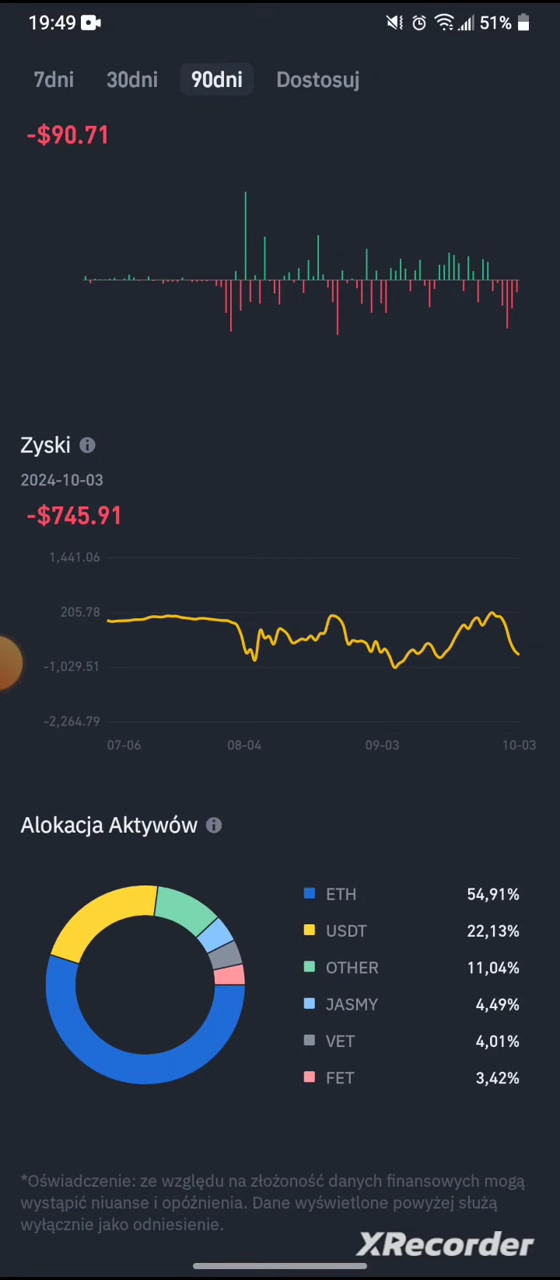 19:49 51%
7dni 30dni 90dni Dostosuj
-$90.71
Zyski
2024-10-03
-$745.91
1,441.06
205.78
-1,029.51
-2,264.79
07-06 08-04 09-03 10-03
Alokacja Aktywów
ETH 54,91%
USDT 22,13%
OTHER 11,04%
JASMY 4,49%
VET 4,01%
FET 3,42%
*Oświadczenie: ze względu na złożoność danych finansowych mogą
wystąpić niuanse i opóźnienia. Dane wyświetlone powyżej służą
wyłącznie jako odniesienie.
XRecorder